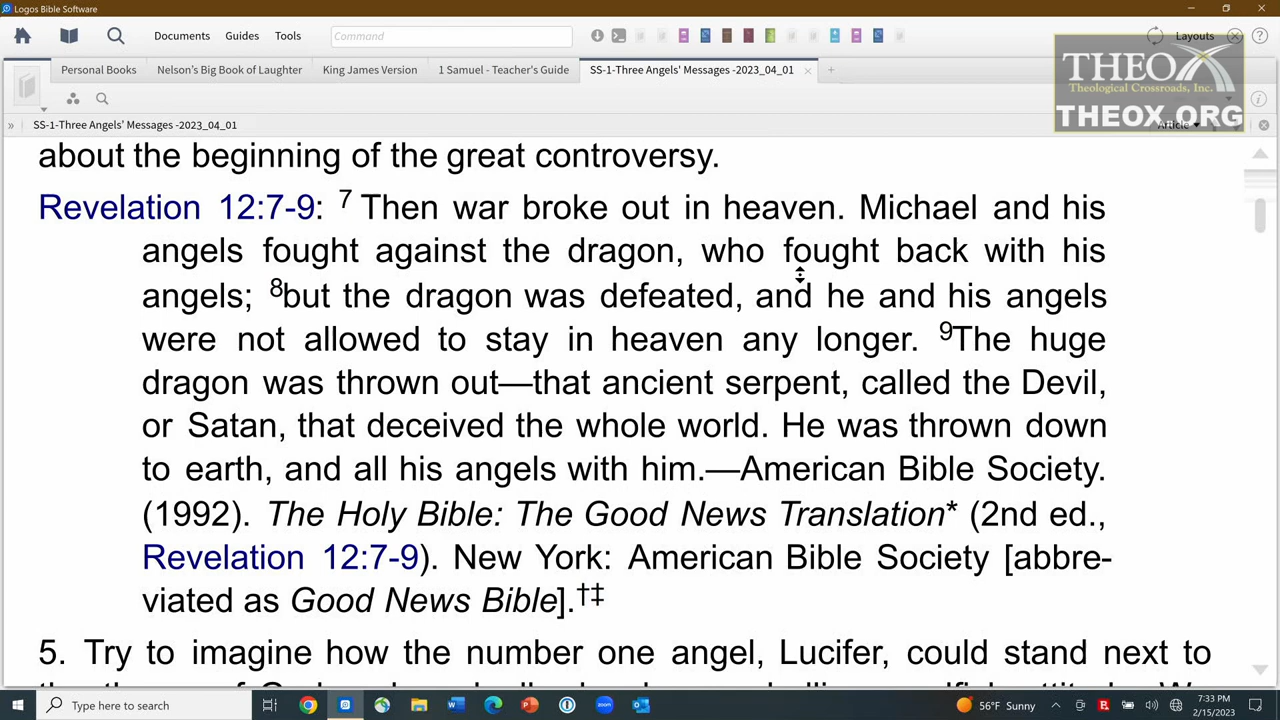 Logos Bible Software
Documents Guides Tools Command Layouts
Personal Books Nelson's Big Book of Laughter King James Version 1 Samuel - Teacher's Guide SS-1-Three Angels' Messages -2023_04_01
THEOX
Theological Crossroads, Inc.
THEOX.ORG
SS-1-Three Angels' Messages -2023_04_01 Article
about the beginning of the great controversy.
Revelation 12:7-9: 7 Then war broke out in heaven. Michael and his
angels fought against the dragon, who fought back with his
angels; 8but the dragon was defeated, and he and his angels
were not allowed to stay in heaven any longer. 9The huge
dragon was thrown out—that ancient serpent, called the Devil,
or Satan, that deceived the whole world. He was thrown down
to earth, and all his angels with him.—American Bible Society.
(1992). The Holy Bible: The Good News Translation* (2nd ed.,
Revelation 12:7-9). New York: American Bible Society [abbre-
viated as Good News Bible].†‡
5. Try to imagine how the number one angel, Lucifer, could stand next to
Type here to search 56°F Sunny 7:33 PM
2/15/2023